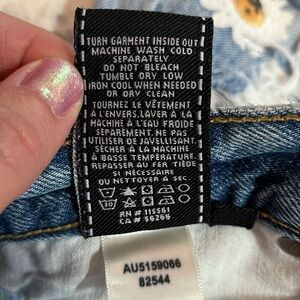 TURN GARMENT INSIDE OUT
MACHINE WASH COLD
SEPARATELY
DO NOT BLEACH
TUMBLE DRY LOW
IRON COOL WHEN NEEDED
OR DRY CLEAN
TOURNEZ LE VÊTEMENT
À L'ENVERS.LAVER À LA
MACHINE À L'EAU FROIDE
SÉPARÉMENT. NE PAS
UTILISER DE JAVELLISANT.
SÉCHER À LA MACHINE
À BASSE TEMPÉRATURE.
REPASSER AU FER TIÈDE
SI NÉCESSAIRE
OU NETTOYER À SEC.
30
RN # 115561
CA # 56266
AU5159066
82544